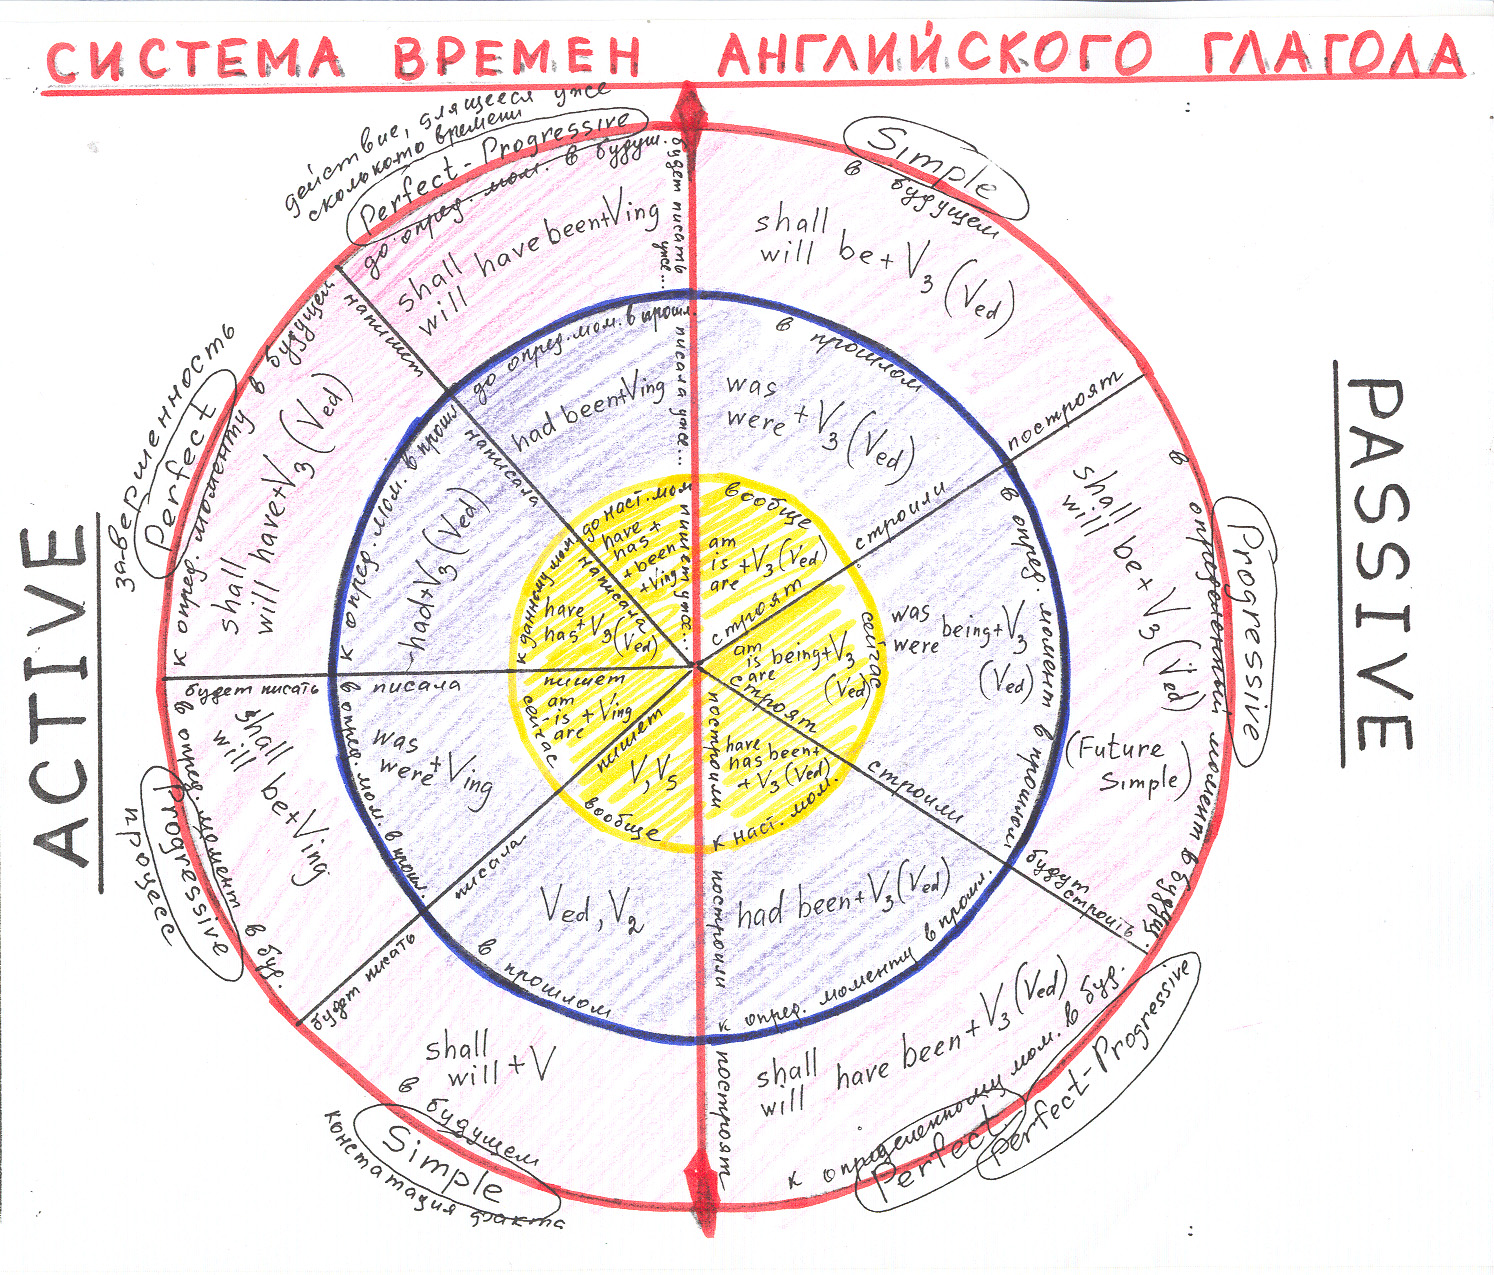 СИСТЕМА ВРЕМЕН АНГЛИЙСКОГО ГЛАГОЛА
ACTIVE
действие, длящееся уже
сколько-то времени
Perfect-Progressive
до опред. мом. в будущ.
shall
will have been+Ving
будет писать
уже...
до опред. мом. в прошл.
had been+Ving
писала уже...
до наст. мом.
have
has +
+ been
+Ving
пишет уже...
завершенность
Perfect
к опред. моменту в будущем
shall
will have+V3 (Ved)
напишет
к опред. мом. в прошл.
had+V3 (Ved)
написала
к данному мом.
have
has +V3 (Ved)
написала
процесс
Progressive
в опред. момент в буд.
shall
will be+Ving
будет писать
в опред. мом. в прошл.
was
were +Ving
писала
сейчас
am
is +Ving
are
пишет
констатация факта
Simple
в будущем
shall
will +V
будет писать
в прошлом
Ved, V2
писала
вообще
V, Vs
пишет
PASSIVE
Simple
в будущем
shall
will be+ V3 (Ved)
построят
в прошлом
was
were +V3 (Ved)
строили
вообще
am
is +V3 (Ved)
are
строят
Progressive
в определенный момент в будущ.
shall
will be+ V3 (Ved)
(Future
Simple)
будут
строить
в опред. момент в прошлом
was
were being+V3
(Ved)
строили
сейчас
am
is being+V3
are (Ved)
строят
Perfect
Perfect-Progressive
к определенному мом. в буд.
shall
will have been+V3 (Ved)
построят
к опред. моменту в прошл.
had been+V3 (Ved)
построили
к наст. мом.
have
has been+
+V3 (Ved)
построили